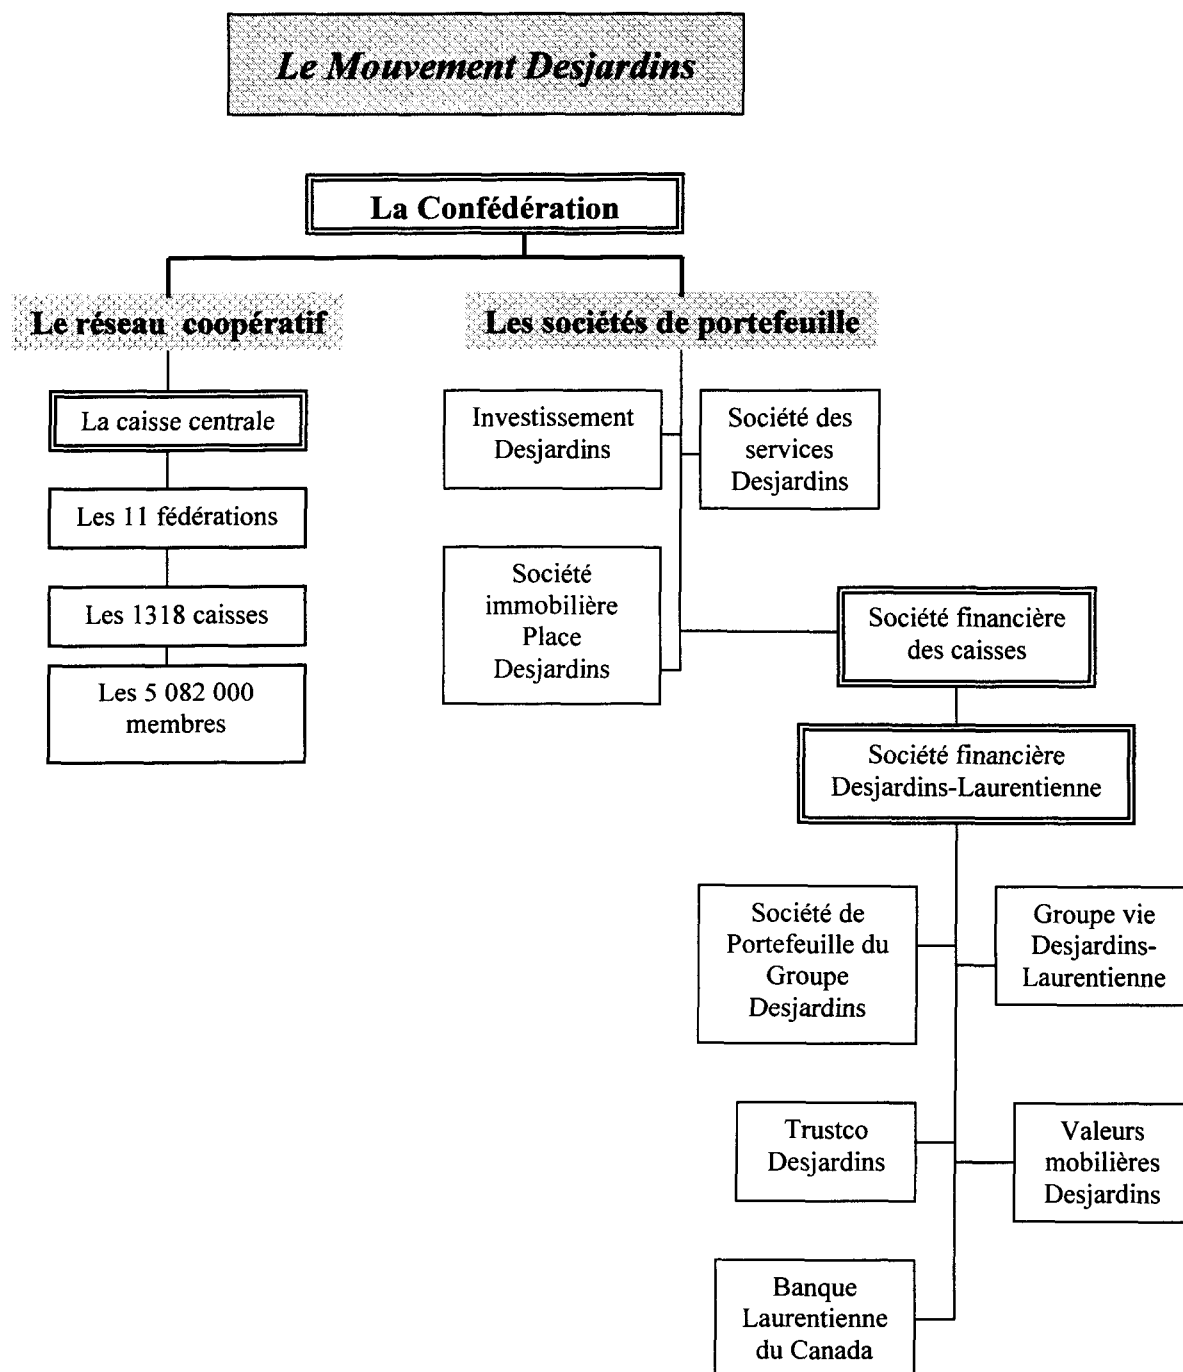 Le Mouvement Desjardins
La Confédération
Le réseau coopératif
Les sociétés de portefeuille
La caisse centrale
Les 11 fédérations
Les 1318 caisses
Les 5 082 000
membres
Investissement
Desjardins
Société des
services
Desjardins
Société
immobilière
Place
Desjardins
Société financière
des caisses
Société financière
Desjardins-Laurentienne
Société de
Portefeuille du
Groupe
Desjardins
Groupe vie
Desjardins-
Laurentienne
Trustco
Desjardins
Valeurs
mobilières
Desjardins
Banque
Laurentienne
du Canada